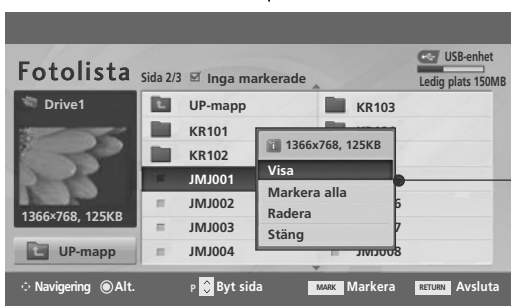 USB-enhet
Fotolista Sida 2/3 Inga markerade
Ledig plats 150MB
Drive1
1366×768, 125KB
UP-mapp
UP-mapp
KR101
KR102
JMJ001
JMJ002
JMJ003
JMJ004
KR103
JMJ008
1366x768, 125KB
Visa
Markera alla
Radera
Stäng
Navigering Alt. P Byt sida MARK Markera RETURN Avsluta